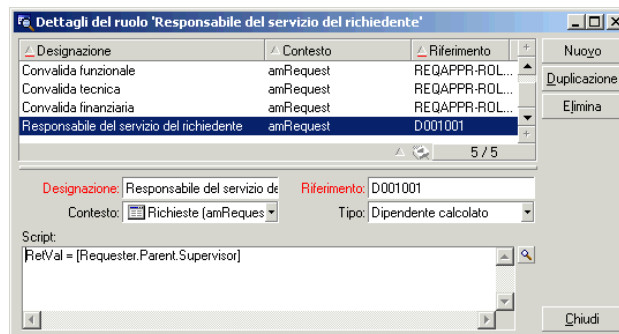 Dettagli del ruolo 'Responsabile del servizio del richiedente'
Designazione Contesto Riferimento
Convalida funzionale amRequest REQAPPR-ROL...
Convalida tecnica amRequest REQAPPR-ROL...
Convalida finanziaria amRequest REQAPPR-ROL...
Responsabile del servizio del richiedente amRequest D001001
5 / 5
Nuovo
Duplicazione
Elimina
Designazione: Responsabile del servizio de Riferimento: D001001
Contesto: Richieste (amReques Tipo: Dipendente calcolato
Script:
RetVal = [Requester.Parent.Supervisor]
Chiudi